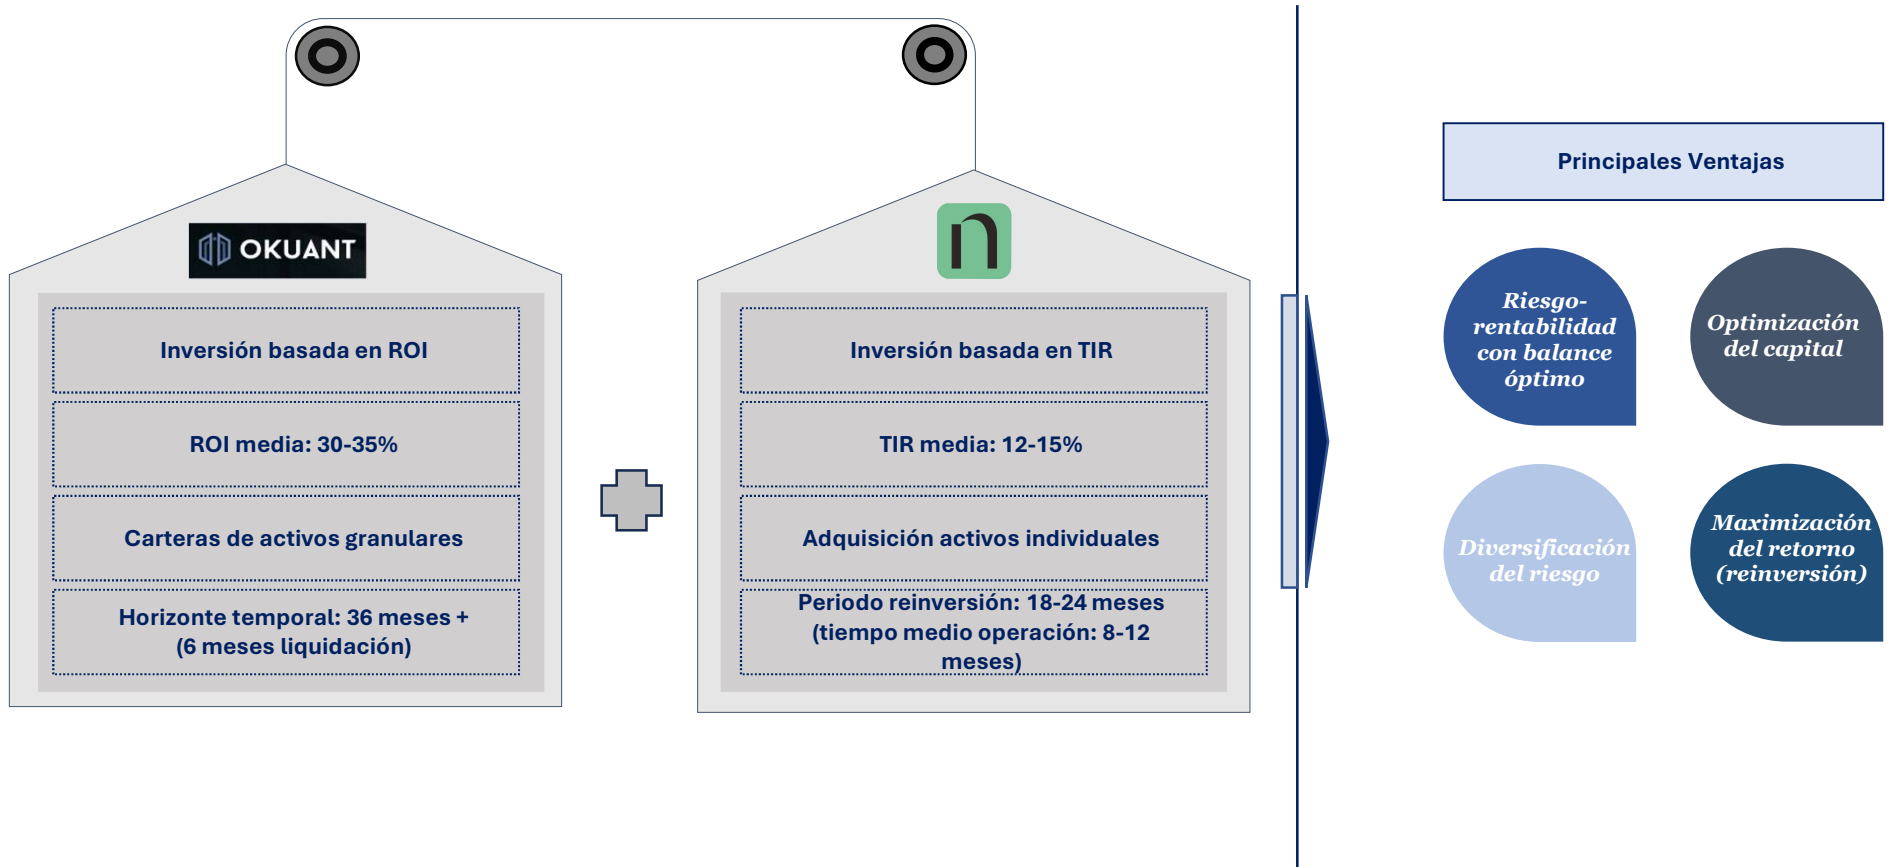 OKUANT
Inversión basada en ROI
ROI media: 30-35%
Carteras de activos granulares
Horizonte temporal: 36 meses +
(6 meses liquidación)
n
Inversión basada en TIR
TIR media: 12-15%
Adquisición activos individuales
Periodo reinversión: 18-24 meses
(tiempo medio operación: 8-12
meses)
Principales Ventajas
Riesgo-
rentabilidad
con balance
óptimo
Optimización
del capital
Diversificación
del riesgo
Maximización
del retorno
(reinversión)